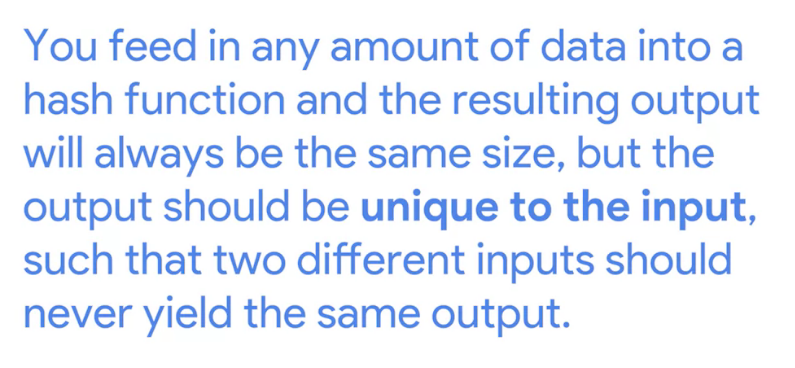 You feed in any amount of data into a
hash function and the resulting output
will always be the same size, but the
output should be unique to the input,
such that two different inputs should
never yield the same output.